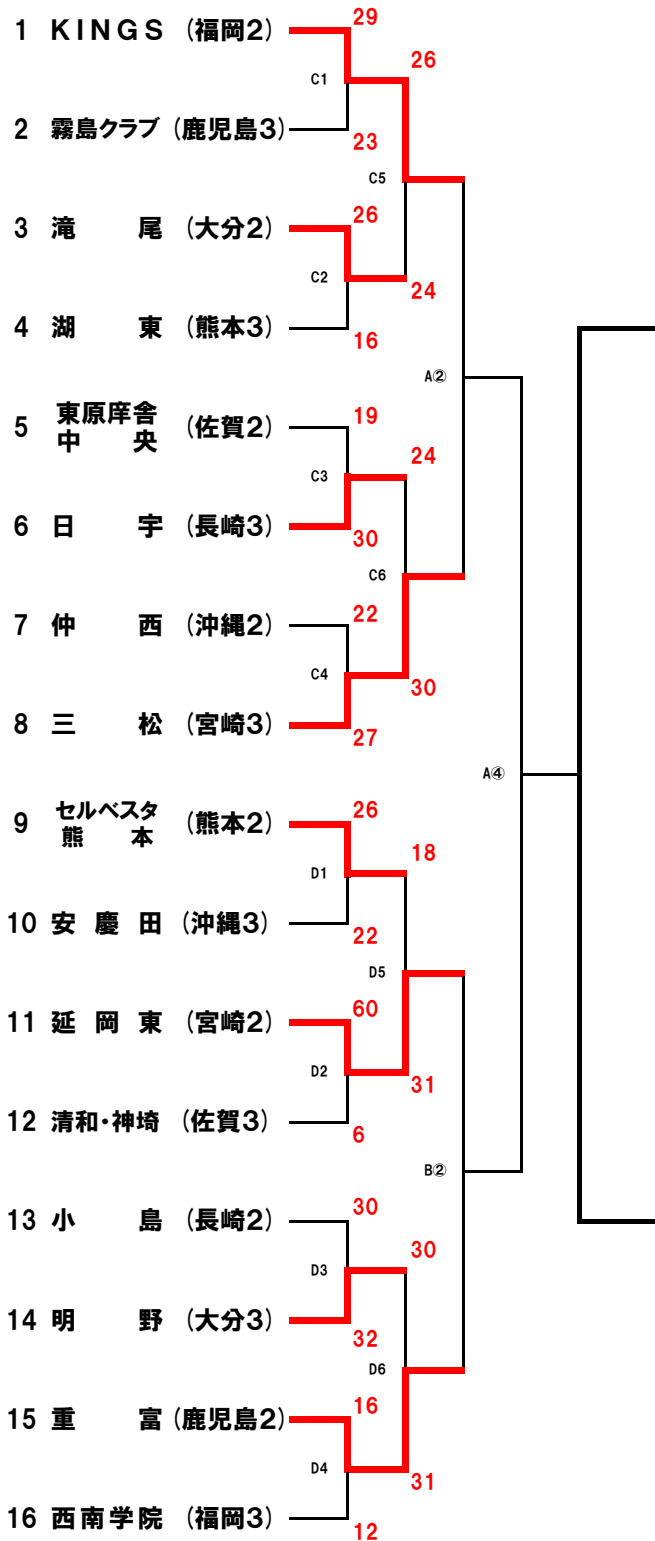 1 KINGS (福岡2)
29
26
C1
2 霧島クラブ (鹿児島3)
23
C5
3 滝 尾 (大分2)
26
C2
24
4 湖 東 (熊本3)
16
A②
5 東原庠舎
中 央 (佐賀2)
19
24
C3
6 日 宇 (長崎3)
30
C6
7 仲 西 (沖縄2)
22
C4
30
8 三 松 (宮崎3)
27
A④
9 セルベスタ
熊 本 (熊本2)
26
18
D1
10 安慶田 (沖縄3)
22
D5
11 延岡東 (宮崎2)
60
D2
31
12 清和・神埼 (佐賀3)
6
B②
13 小 島 (長崎2)
30
30
D3
14 明 野 (大分3)
32
D6
15 重 富 (鹿児島2)
16
D4
31
16 西南学院 (福岡3)
12